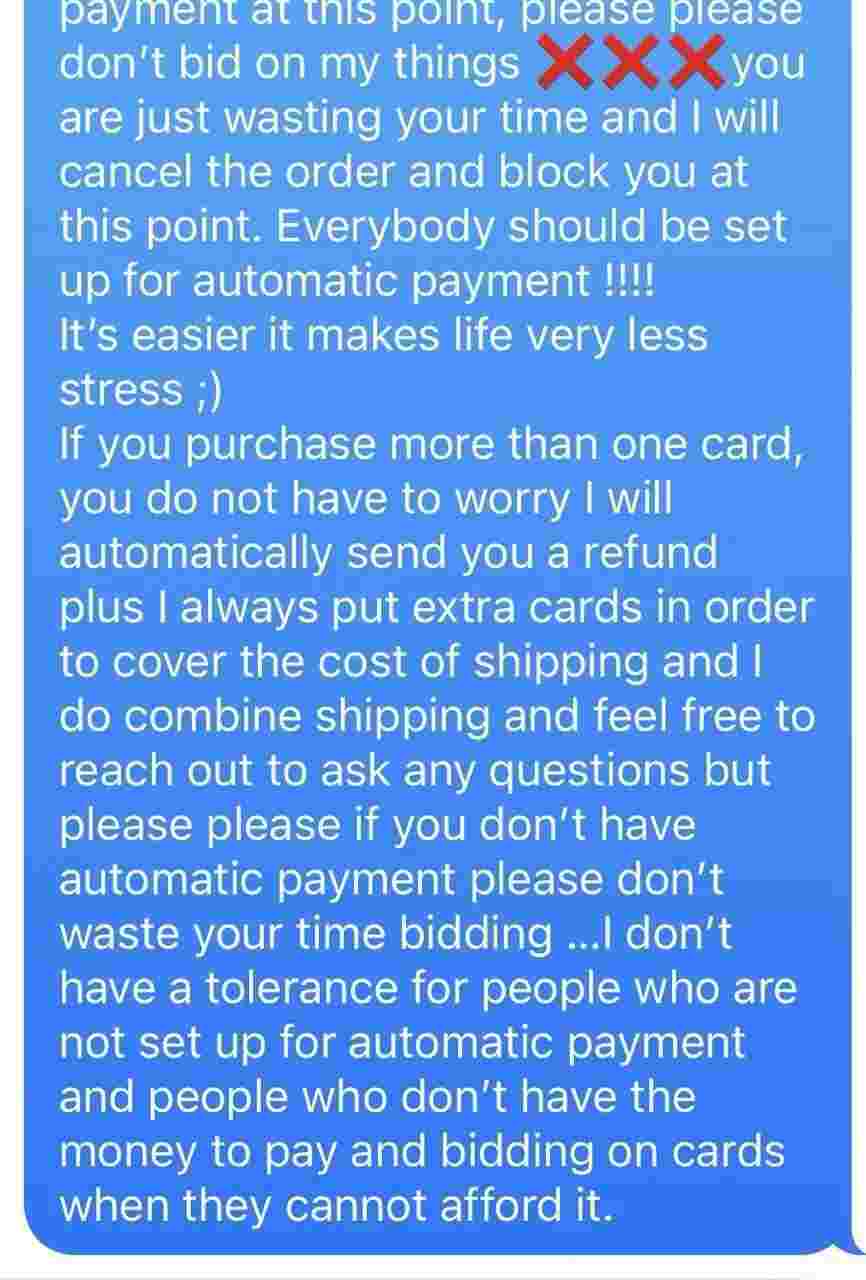 payment at this point, please please
don't bid on my things ❌❌❌you
are just wasting your time and I will
cancel the order and block you at
this point. Everybody should be set
up for automatic payment !!!!
It's easier it makes life very less
stress ;)
If you purchase more than one card,
you do not have to worry I will
automatically send you a refund
plus I always put extra cards in order
to cover the cost of shipping and I
do combine shipping and feel free to
reach out to ask any questions but
please please if you don't have
automatic payment please don't
waste your time bidding ...I don't
have a tolerance for people who are
not set up for automatic payment
and people who don't have the
money to pay and bidding on cards
when they cannot afford it.